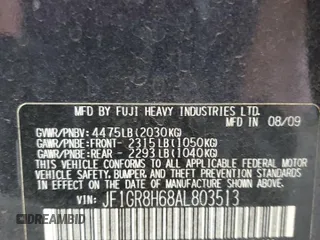 MFD BY FUJI HEAVY INDUSTRIES LTD.
MFD IN 08/09
GVWR/PNBV: 4475LB(2030KG)
GAWR/PNBE: FRONT- 2315LB(1050KG)
GAWR/PNBE: REAR - 2293LB(1040KG)
THIS VEHICLE CONFORMS TO ALL APPLICABLE FEDERAL
MOTOR VEHICLE SAFETY, BUMPER, AND THEFT PREVENTION
STANDARDS IN EFFECT ON THE DATE OF
MANUFACTURE SHOWN ABOVE.
VIN: JF1GR8H68AL803513